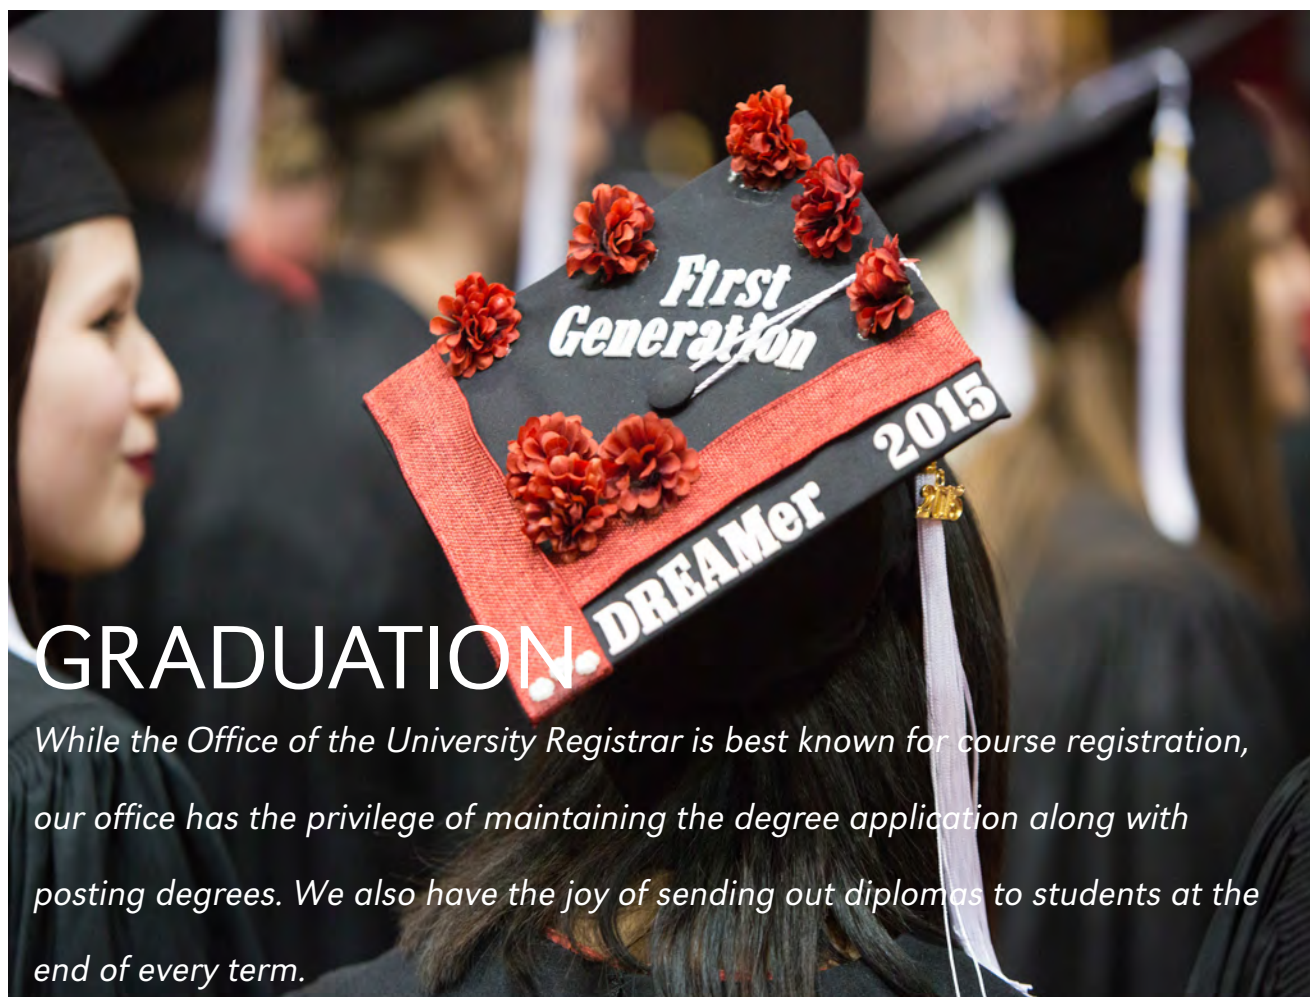 First
Generation
2015
DREAMer
2015
GRADUATION
While the Office of the University Registrar is best known for course registration,
our office has the privilege of maintaining the degree application along with
posting degrees. We also have the joy of sending out diplomas to students at the
end of every term.